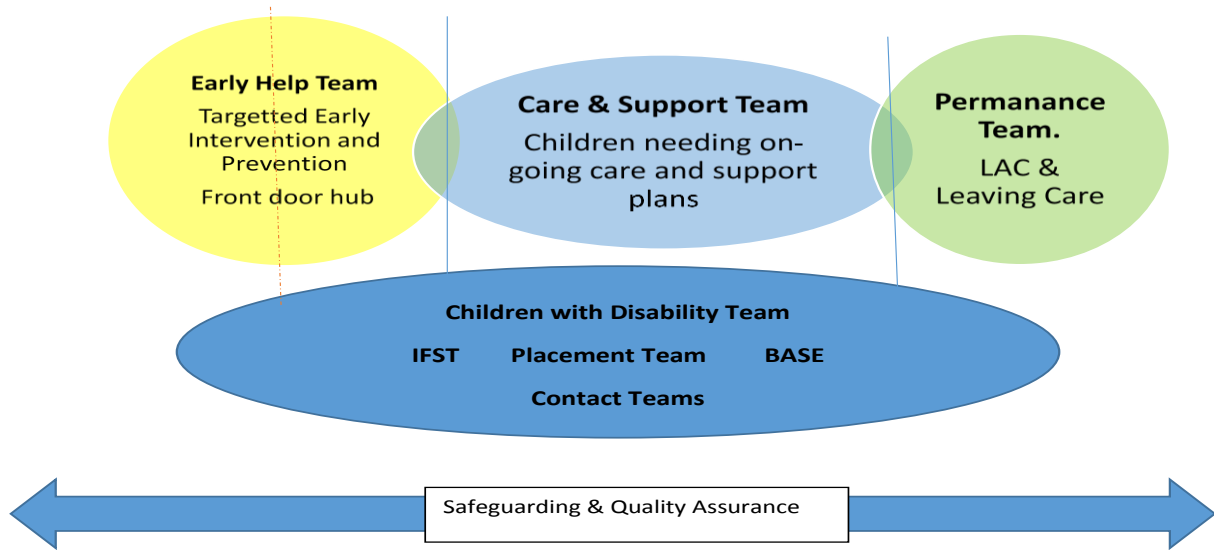 Early Help Team
Targetted Early
Intervention and
Prevention
Front door hub
Care & Support Team
Children needing on-
going care and support
plans
Permanance
Team.
LAC &
Leaving Care
Children with Disability Team
IFST Placement Team BASE
Contact Teams
Safeguarding & Quality Assurance